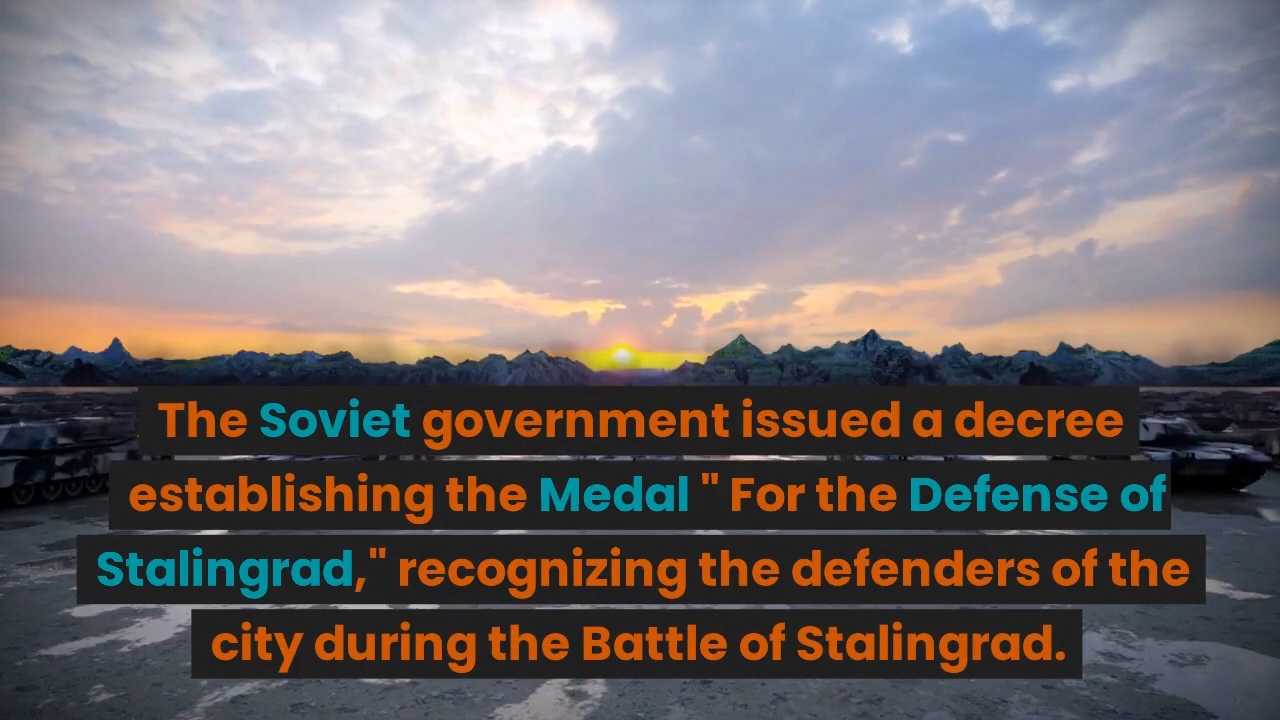 The Soviet government issued a decree
establishing the Medal " For the Defense of
Stalingrad," recognizing the defenders of the
city during the Battle of Stalingrad.